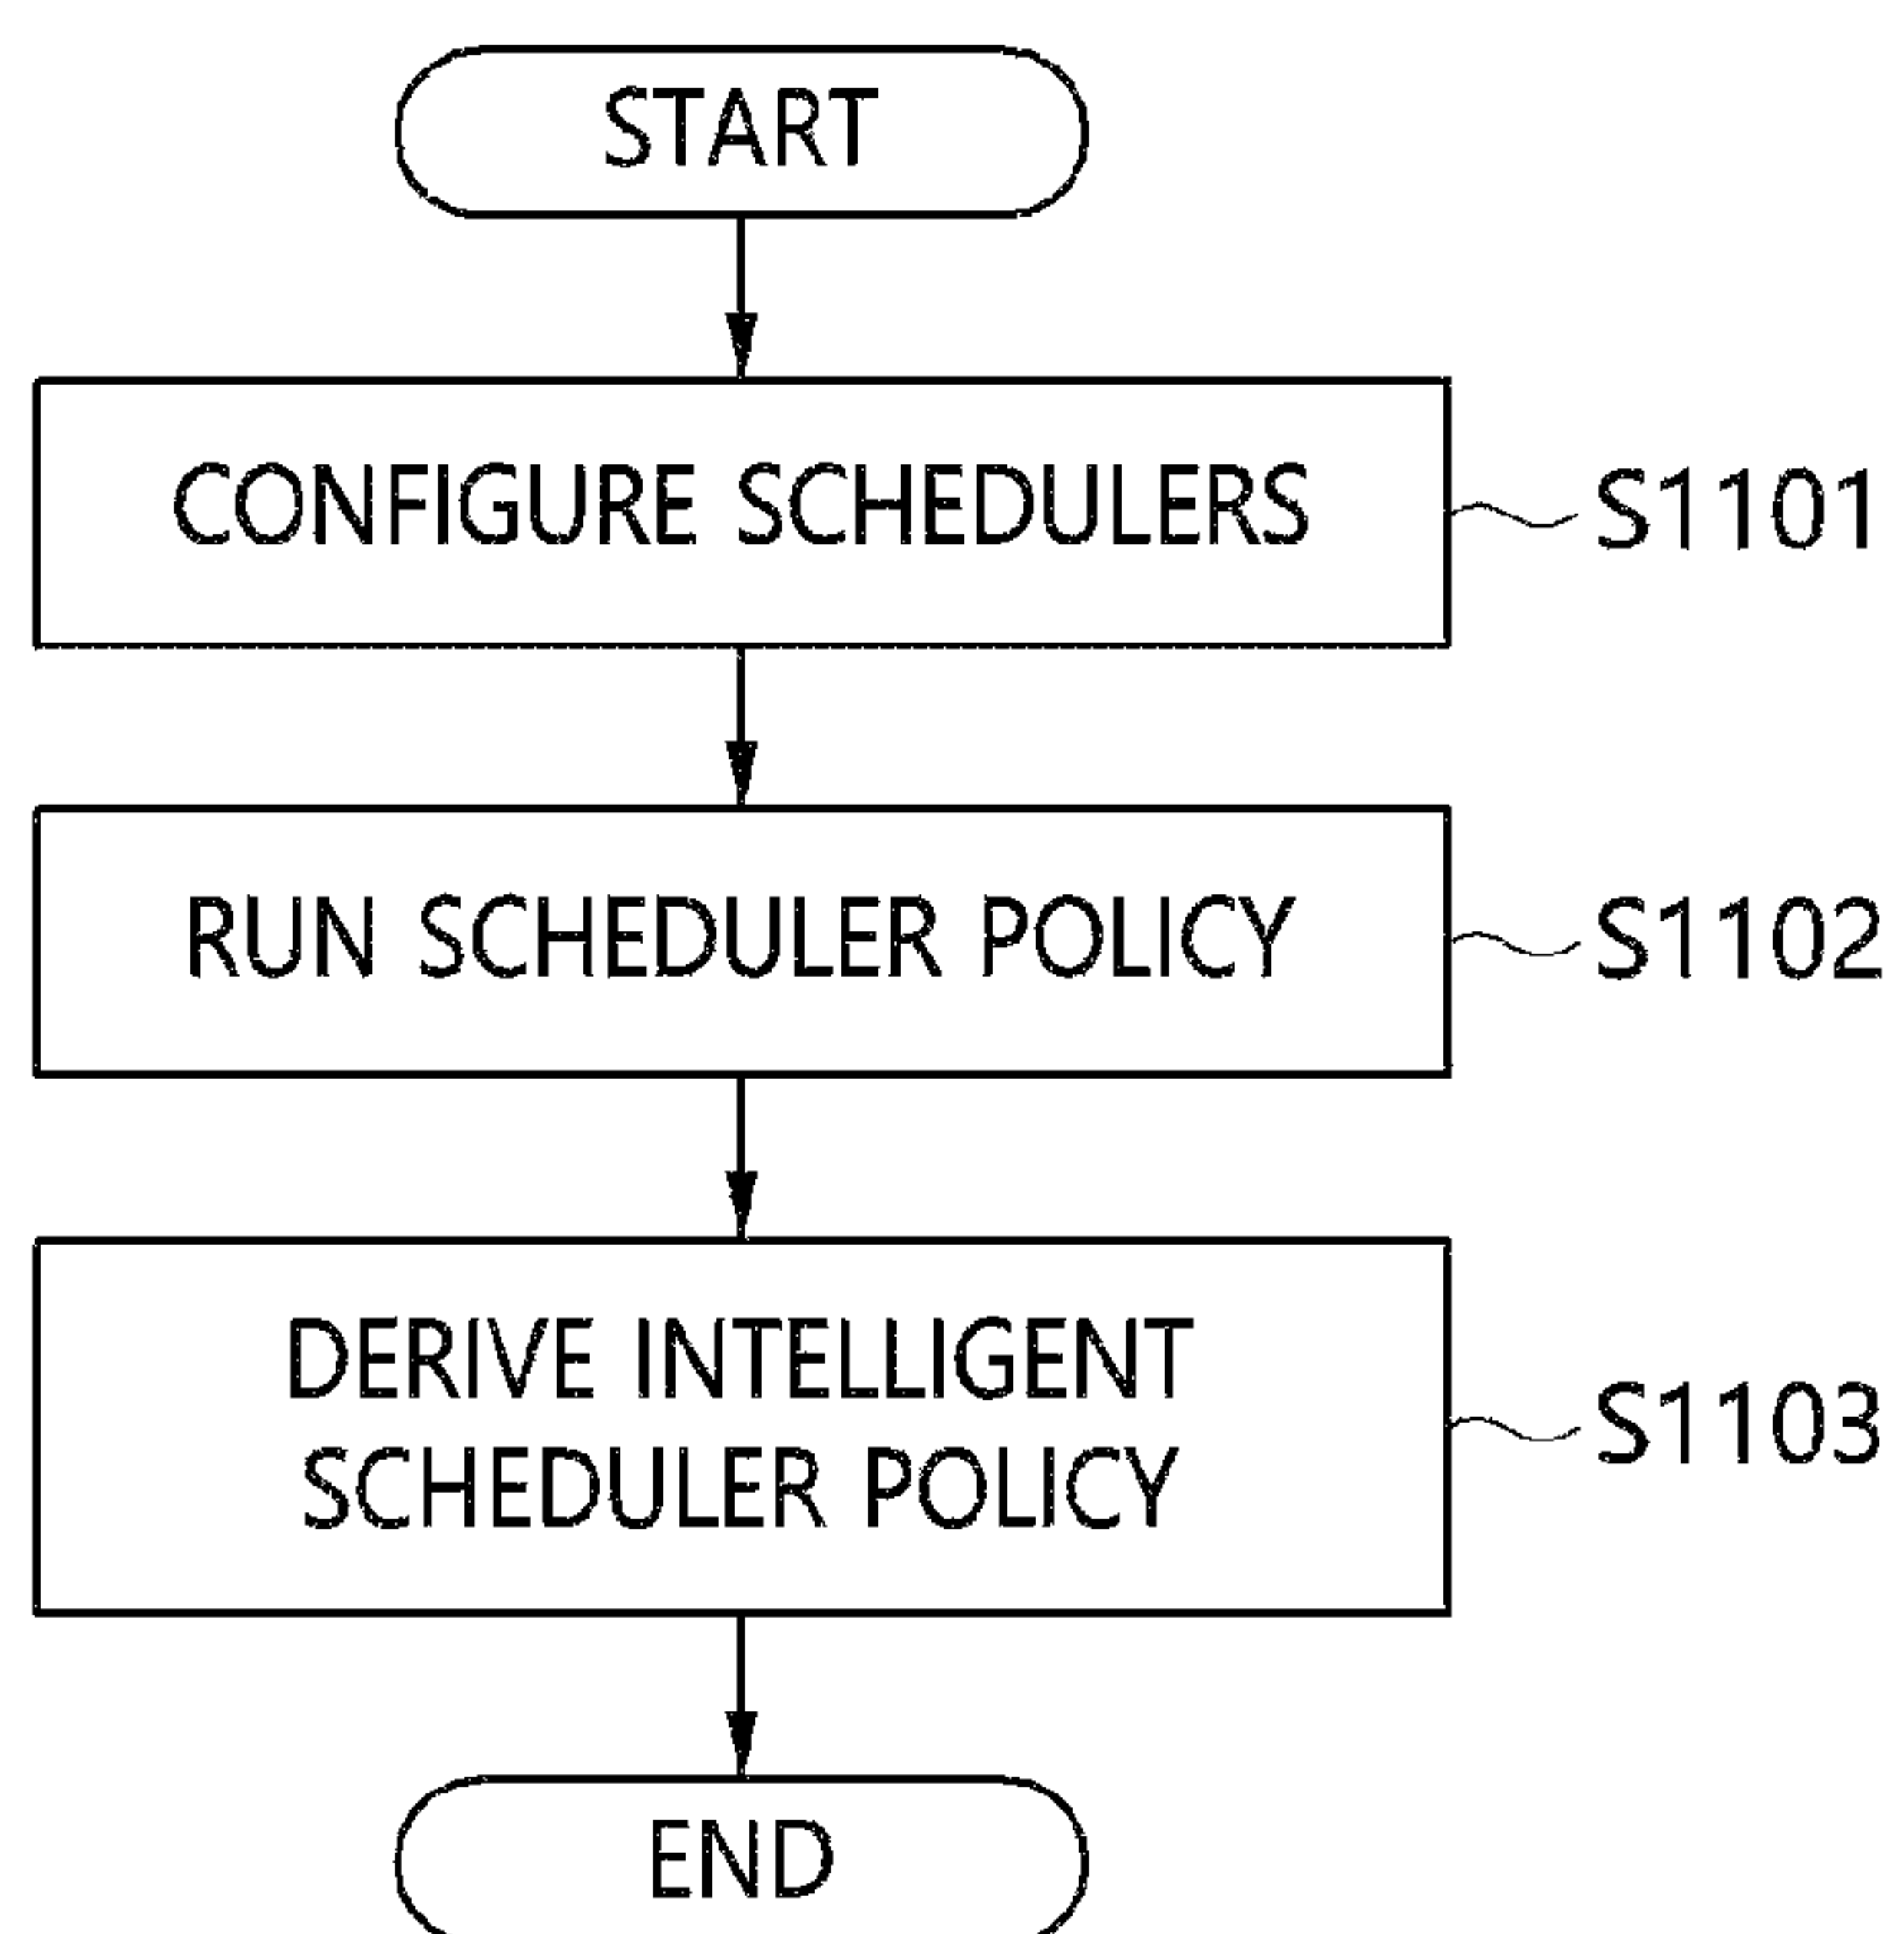 START
CONFIGURE SCHEDULERS
S1101
RUN SCHEDULER POLICY
S1102
DERIVE INTELLIGENT
SCHEDULER POLICY
S1103
END